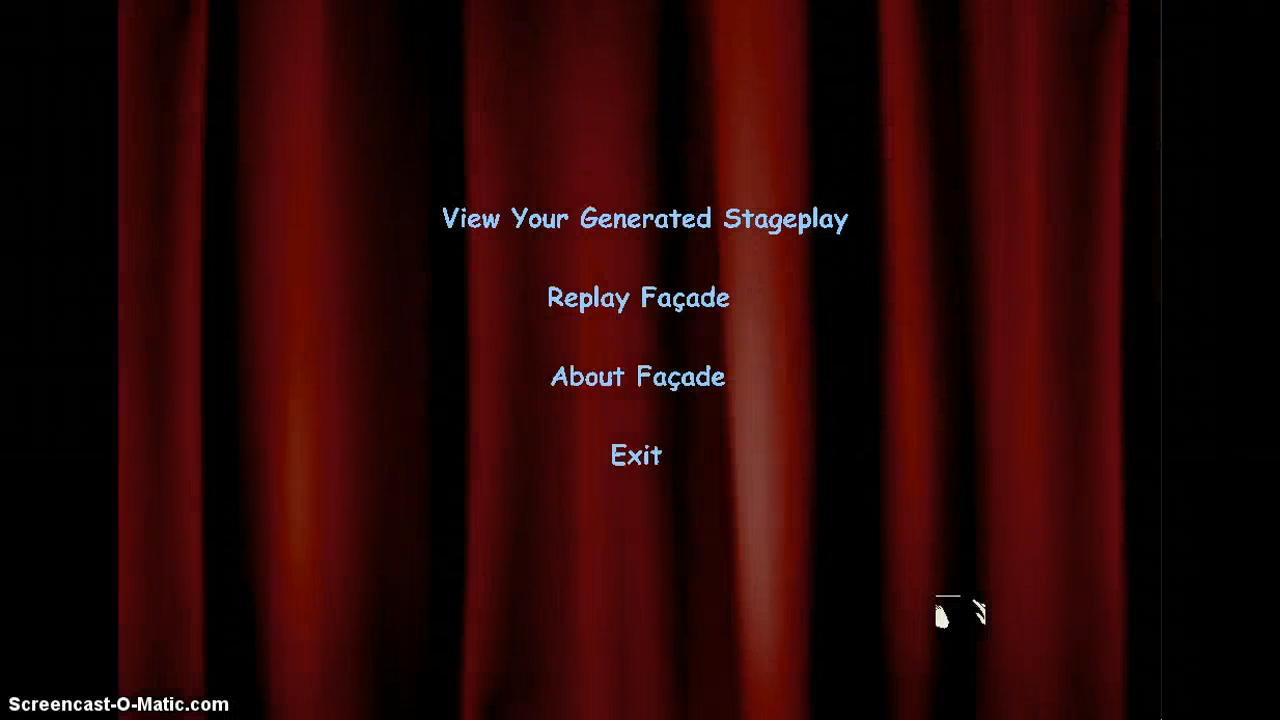 View Your Generated Stageplay
Replay Façade
About Façade
Exit
Screencast-O-Matic.com